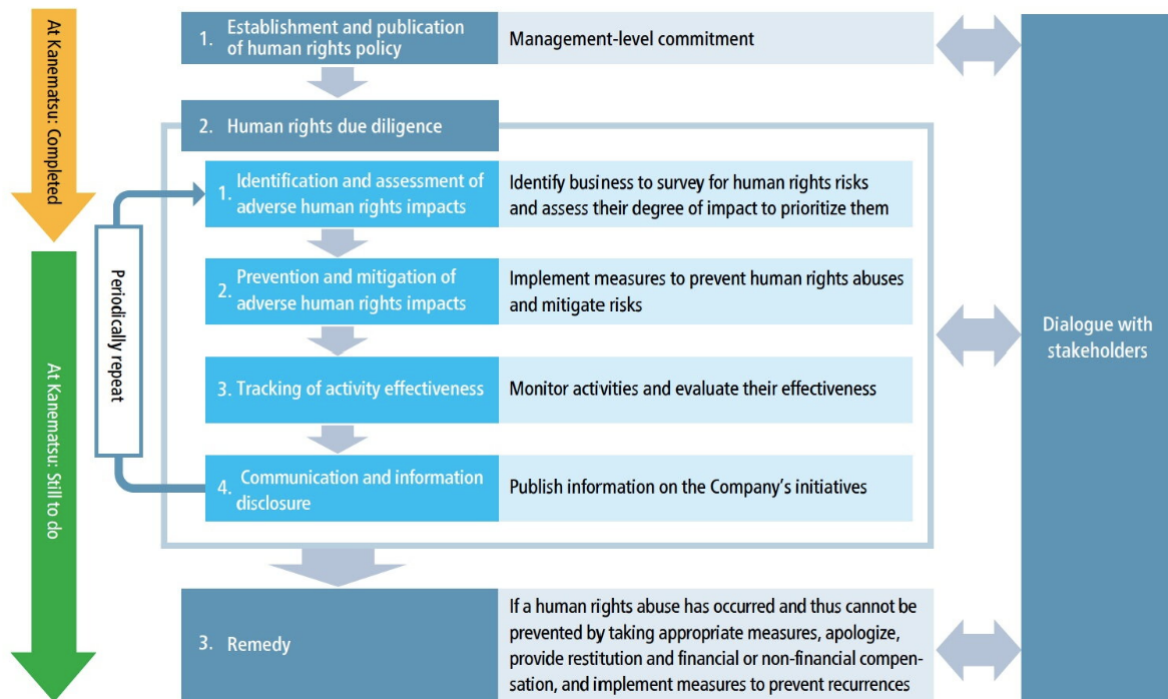 At Kanematsu: Completed
At Kanematsu: Still to do
1. Establishment and publication
of human rights policy
Management-level commitment
2. Human rights due diligence
Periodically repeat
1. Identification and assessment of
adverse human rights impacts
Identify business to survey for human rights risks
and assess their degree of impact to prioritize them
2. Prevention and mitigation of
adverse human rights impacts
Implement measures to prevent human rights abuses
and mitigate risks
3. Tracking of activity effectiveness
Monitor activities and evaluate their effectiveness
4. Communication and information
disclosure
Publish information on the Company's initiatives
3. Remedy
If a human rights abuse has occurred and thus cannot be
prevented by taking appropriate measures, apologize,
provide restitution and financial or non-financial compen-
sation, and implement measures to prevent recurrences
Dialogue with
stakeholders